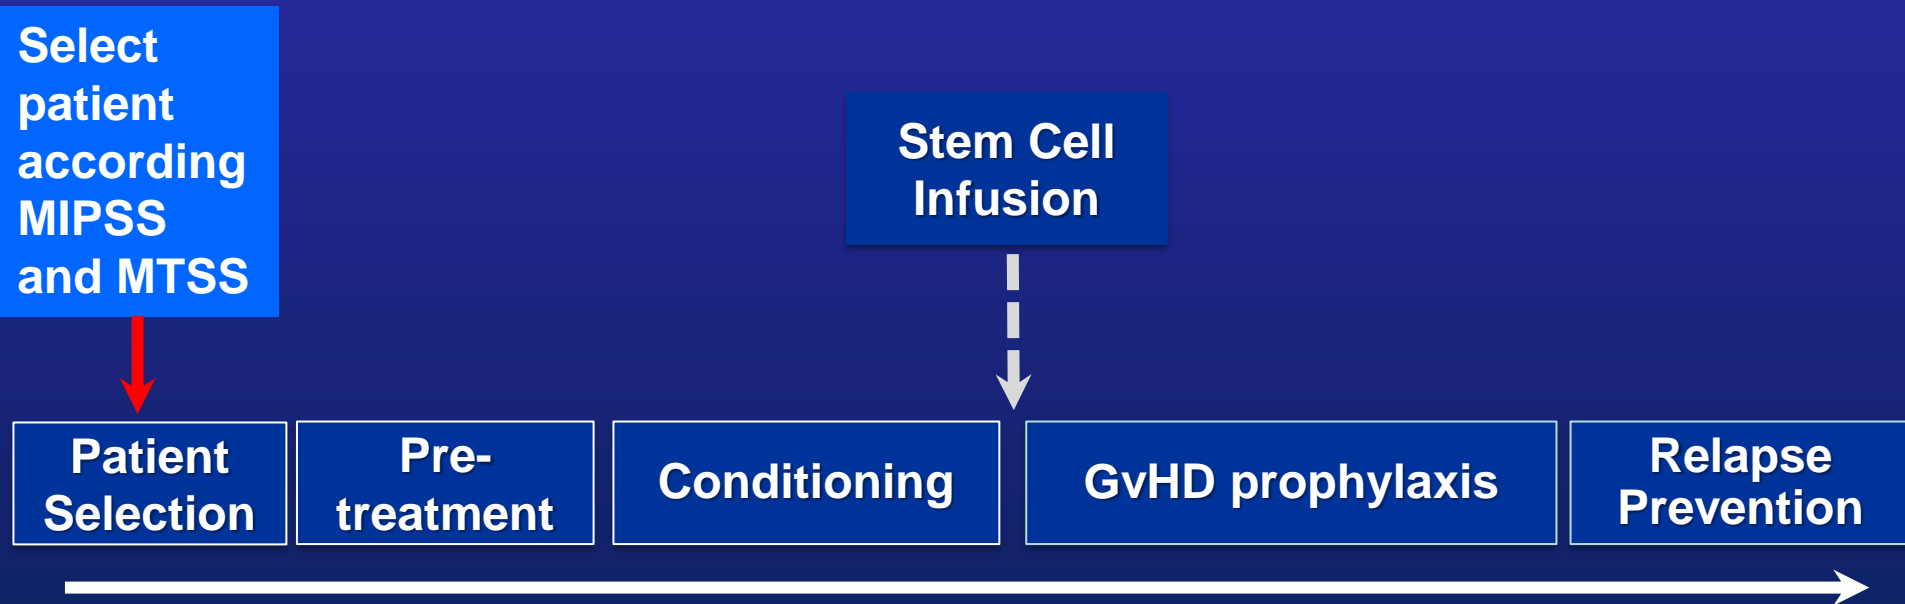 Select
patient
according
MIPSS
and MTSS
Stem Cell
Infusion
Patient
Selection
Pre-
treatment
Conditioning
GvHD prophylaxis
Relapse
Prevention